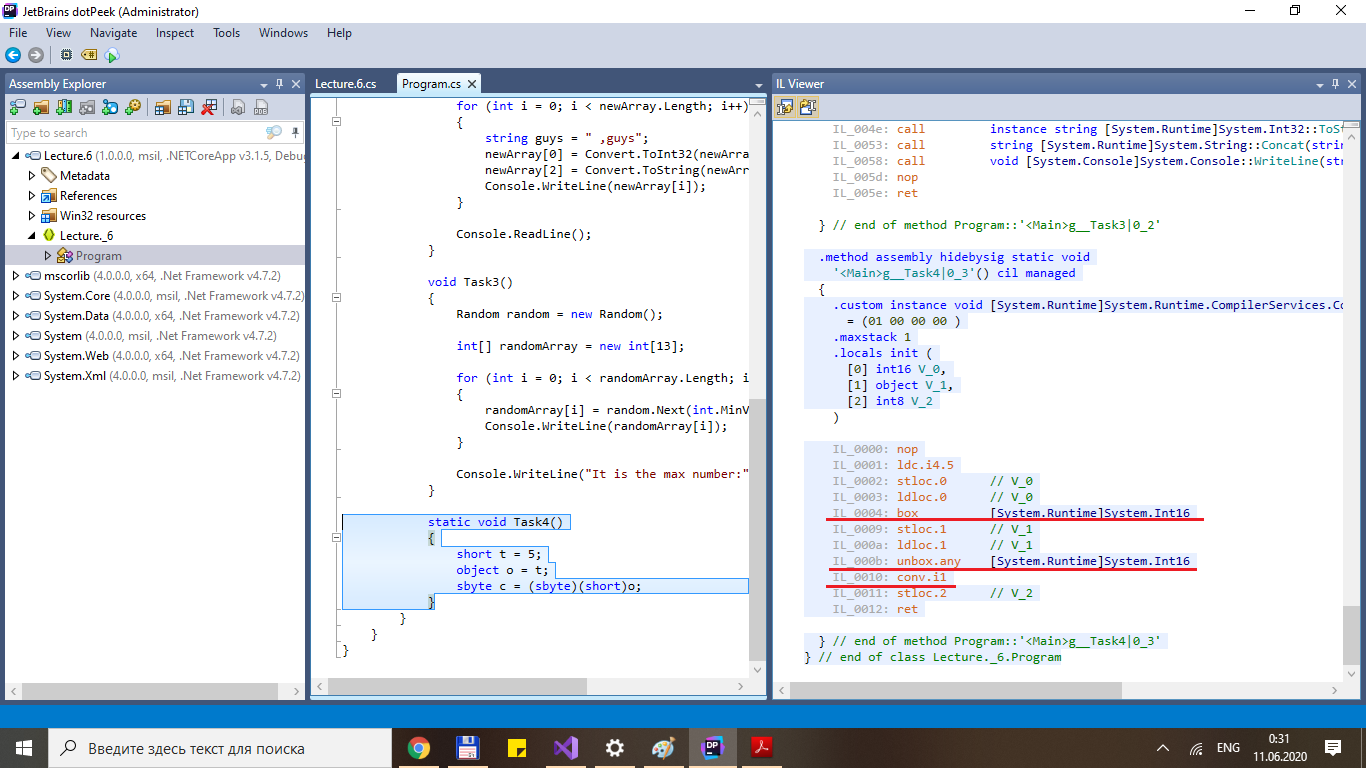 JetBrains dotPeek (Administrator)
File View Navigate Inspect Tools Windows Help
Assembly Explorer
Type to search
Lecture.6 (1.0.0.0, msil, .NETCoreApp v3.1.5, Debu
Metadata
References
Win32 resources
Lecture._6
Program
mscorlib (4.0.0.0, x64, .Net Framework v4.7.2)
System.Core (4.0.0.0, msil, .Net Framework v4.7.2)
System.Data (4.0.0.0, x64, .Net Framework v4.7.2)
System (4.0.0.0, msil, .Net Framework v4.7.2)
System.Web (4.0.0.0, x64, .Net Framework v4.7.2)
System.Xml (4.0.0.0, msil, .Net Framework v4.7.2)
Lecture.6.cs Program.cs
for (int i = 0; i < newArray.Length; i++)
{
string guys = " ,guys";
newArray[0] = Convert.ToInt32(newArra
newArray[2] = Convert.ToString(newArr
Console.WriteLine(newArray[i]);
}
Console.ReadLine();
}
void Task3()
{
Random random = new Random();
int[] randomArray = new int[13];
for (int i = 0; i < randomArray.Length; i
{
randomArray[i] = random.Next(int.MinV
Console.WriteLine(randomArray[i]);
}
Console.WriteLine("It is the max number:"
}
static void Task4()
{
short t = 5;
object o = t;
sbyte c = (sbyte)(short)o;
}
}
}
}
IL Viewer
IL_004e: call instance string [System.Runtime]System.Int32::ToSt
IL_0053: call string [System.Runtime]System.String::Concat(strin
IL_0058: call void [System.Console]System.Console::WriteLine(str
IL_005d: nop
IL_005e: ret
} // end of method Program::'<Main>g__Task3|0_2'
.method assembly hidebysig static void
'<Main>g__Task4|0_3'() cil managed
{
.custom instance void [System.Runtime]System.Runtime.CompilerServices.Co
= (01 00 00 00 )
.maxstack 1
.locals init (
[0] int16 V_0,
[1] object V_1,
[2] int8 V_2
)
IL_0000: nop
IL_0001: ldc.i4.5
IL_0002: stloc.0 // V_0
IL_0003: ldloc.0 // V_0
IL_0004: box [System.Runtime]System.Int16
IL_0009: stloc.1 // V_1
IL_000a: ldloc.1 // V_1
IL_000b: unbox.any [System.Runtime]System.Int16
IL_0010: conv.i1
IL_0011: stloc.2 // V_2
IL_0012: ret
} // end of method Program::'<Main>g__Task4|0_3'
} // end of class Lecture._6.Program
Введите здесь текст для поиска
DP
ENG
0:31
11.06.2020